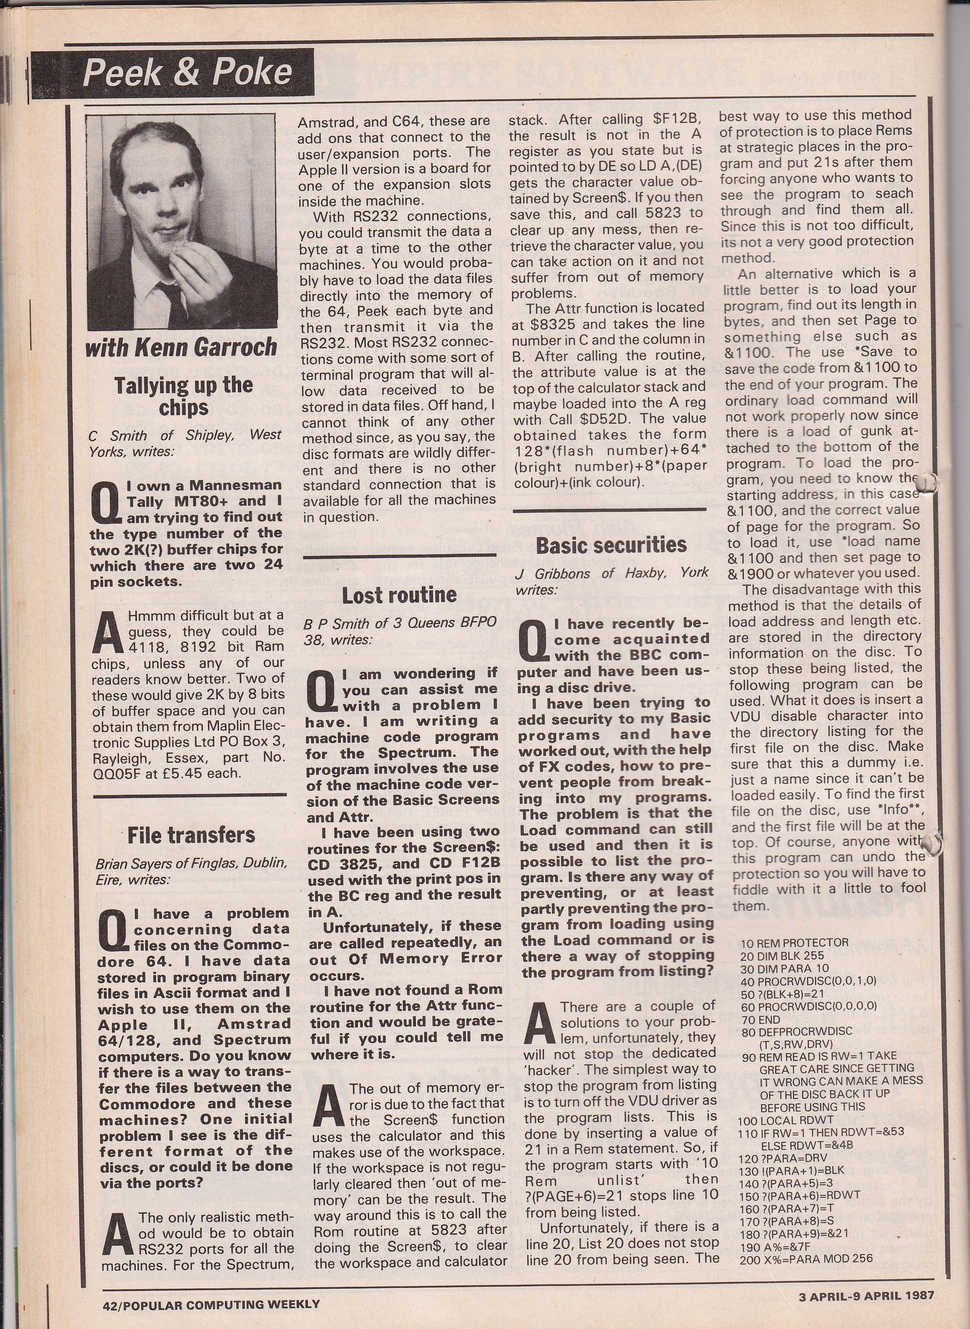 Peek & Poke
with Kenn Garroch
Tallying up the
chips
C Smith of Shipley, West
Yorks, writes:
Q I own a Mannesman
Tally MT80+ and I
am trying to find out
the type number of the
two 2K(?) buffer chips for
which there are two 24
pin sockets.
A Hmmm difficult but at a
guess, they could be
4118, 8192 bit Ram
chips, unless any of our
readers know better. Two of
these would give 2K by 8 bits
of buffer space and you can
obtain them from Maplin Elec-
tronic Supplies Ltd PO Box 3,
Rayleigh, Essex, part No.
QQ05F at £5.45 each.
File transfers
Brian Sayers of Finglas, Dublin,
Eire, writes:
Q I have a problem
concerning data
files on the Commo-
dore 64. I have data
stored in program binary
files in Ascii format and I
wish to use them on the
Apple II, Amstrad
64/128, and Spectrum
computers. Do you know
if there is a way to trans-
fer the files between the
Commodore and these
machines? One initial
problem I see is the dif-
ferent format of the
discs, or could it be done
via the ports?
A The only realistic meth-
od would be to obtain
RS232 ports for all the
machines. For the Spectrum,
Amstrad, and C64, these are
add ons that connect to the
user/expansion ports. The
Apple II version is a board for
one of the expansion slots
inside the machine.
With RS232 connections,
you could transmit the data a
byte at a time to the other
machines. You would proba-
bly have to load the data files
directly into the memory of
the 64, Peek each byte and
then transmit it via the
RS232. Most RS232 connec-
tions come with some sort of
terminal program that will al-
low data received to be
stored in data files. Off hand, I
cannot think of any other
method since, as you say, the
disc formats are wildly differ-
ent and there is no other
standard connection that is
available for all the machines
in question.
Lost routine
B P Smith of 3 Queens BFPO
38, writes:
Q I am wondering if
you can assist me
with a problem I
have. I am writing a
machine code program
for the Spectrum. The
program involves the use
of the machine code ver-
sion of the Basic Screens
and Attr.
I have been using two
routines for the Screen$:
CD 3825, and CD F12B
used with the print pos in
the BC reg and the result
in A.
Unfortunately, if these
are called repeatedly, an
out Of Memory Error
occurs.
I have not found a Rom
routine for the Attr func-
tion and would be grate-
ful if you could tell me
where it is.
A The out of memory er-
ror is due to the fact that
the Screen$ function
uses the calculator and this
makes use of the workspace.
If the workspace is not regu-
larly cleared then 'out of me-
mory' can be the result. The
way around this is to call the
Rom routine at 5823 after
doing the Screen$, to clear
the workspace and calculator
stack. After calling $F12B,
the result is not in the A
register as you state but is
pointed to by DE so LD A,(DE)
gets the character value ob-
tained by Screen$. If you then
save this, and call 5823 to
clear up any mess, then re-
trieve the character value, you
can take action on it and not
suffer from out of memory
problems.
The Attr function is located
at $8325 and takes the line
number in C and the column in
B. After calling the routine,
the attribute value is at the
top of the calculator stack and
maybe loaded into the A reg
with Call $D52D. The value
obtained takes the form
128*(flash number)+64*
(bright number)+8*(paper
colour)+(ink colour).
Basic securities
J Gribbons of Haxby, York
writes:
Q I have recently be-
come acquainted
with the BBC com-
puter and have been us-
ing a disc drive.
I have been trying to
add security to my Basic
programs and have
worked out, with the help
of FX codes, how to pre-
vent people from break-
ing into my programs.
The problem is that the
Load command can still
be used and then it is
possible to list the pro-
gram. Is there any way of
preventing, or at least
partly preventing the pro-
gram from loading using
the Load command or is
there a way of stopping
the program from listing?
A There are a couple of
solutions to your prob-
lem, unfortunately, they
will not stop the dedicated
'hacker'. The simplest way to
stop the program from listing
is to turn off the VDU driver as
the program lists. This is
done by inserting a value of
21 in a Rem statement. So, if
the program starts with '10
Rem unlist' then
?(PAGE+6)=21 stops line 10
from being listed.
Unfortunately, if there is a
line 20, List 20 does not stop
line 20 from being seen. The
best way to use this method
of protection is to place Rems
at strategic places in the pro-
gram and put 21s after them
forcing anyone who wants to
see the program to seach
through and find them all.
Since this is not too difficult,
its not a very good protection
method.
An alternative which is a
little better is to load your
program, find out its length in
bytes, and then set Page to
something else such as
&1100. The use *Save to
save the code from &1100 to
the end of your program. The
ordinary load command will
not work properly now since
there is a load of gunk at-
tached to the bottom of the
program. To load the pro-
gram, you need to know the
starting address, in this case
&1100, and the correct value
of page for the program. So
to load it, use *load name
&1100 and then set page to
&1900 or whatever you used.
The disadvantage with this
method is that the details of
load address and length etc.
are stored in the directory
information on the disc. To
stop these being listed, the
following program can be
used. What it does is insert a
VDU disable character into
the directory listing for the
first file on the disc. Make
sure that this a dummy i.e.
just a name since it can't be
loaded easily. To find the first
file on the disc, use *Info**,
and the first file will be at the
top. Of course, anyone with
this program can undo the
protection so you will have to
fiddle with it a little to fool
them.
10 REM PROTECTOR
20 DIM BLK 255
30 DIM PARA 10
40 PROCRWDISC(0,0,1,0)
50 ?(BLK+8)=21
60 PROCRWDISC(0,0,0,0)
70 END
80 DEFPROCRWDISC
(T,S,RW,DRV)
90 REM READ IS RW=1 TAKE
GREAT CARE SINCE GETTING
IT WRONG CAN MAKE A MESS
OF THE DISC BACK IT UP
BEFORE USING THIS
100 LOCAL RDWT
110 IF RW=1 THEN RDWT=&53
ELSE RDWT=&4B
120 ?PARA=DRV
130 !(PARA+1)=BLK
140 ?(PARA+5)=3
150 ?(PARA+6)=RDWT
160 ?(PARA+7)=T
170 ?(PARA+8)=S
180 ?(PARA+9)=&21
190 A%=&7F
200 X%=PARA MOD 256
42/POPULAR COMPUTING WEEKLY
3 APRIL-9 APRIL 1987